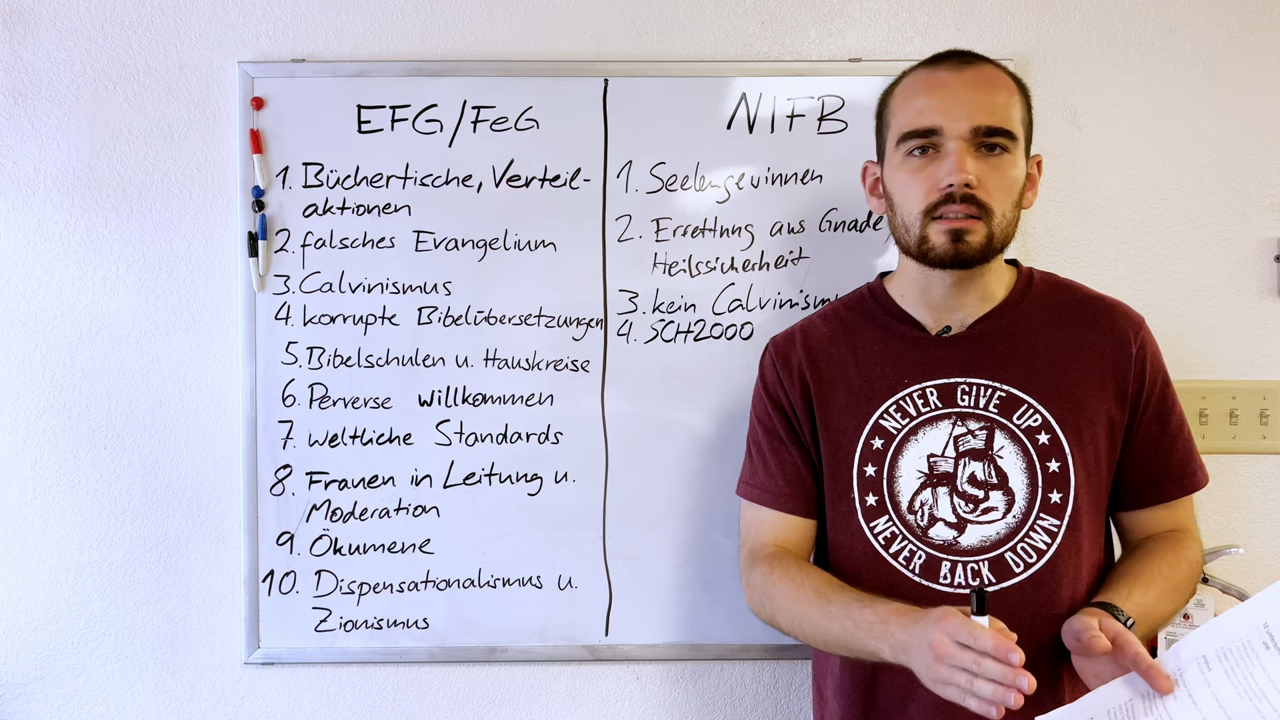 EFG/FeG
1. Büchertische, Verteil-
aktionen
2. falsches Evangelium
3. Calvinismus
4. korrupte Bibelübersetzungen
5. Bibelschulen u. Hauskreise
6. Perverse willkommen
7. weltliche Standards
8. Frauen in Leitung u.
Moderation
9. Ökumene
10. Dispensationalismus u.
Zionismus
NIFB
1. Seelengewinnen
2. Errettung aus Gnade,
Heilssicherheit
3. kein Calvinismu
4. SCH2000
NEVER GIVE UP
NEVER BACK DOWN